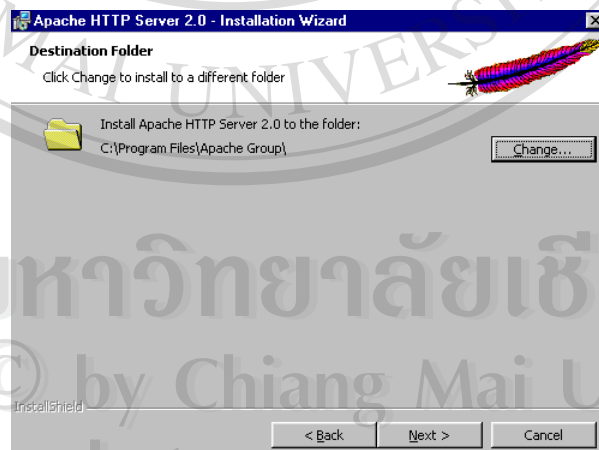 Apache HTTP Server 2.0 - Installation Wizard
Destination Folder
Click Change to install to a different folder
MAI UNIVERS
Install Apache HTTP Server 2.0 to the folder:
C:\Program Files\Apache Group\
Change...
หาวิทยาลัยเชี
© by Chiang Mai U
InstallShield
< Back
Next >
Cancel